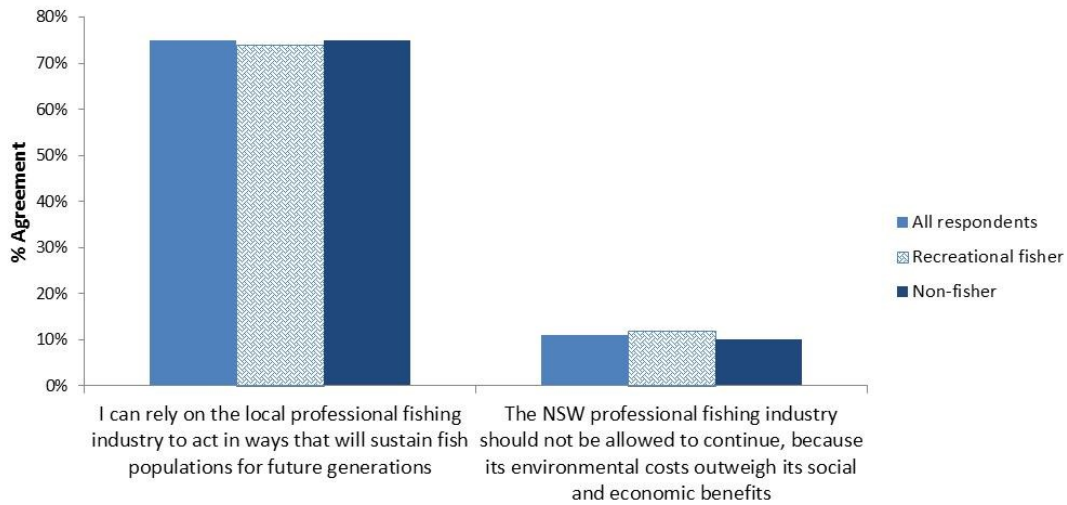 80%
70%
60%
50%
40%
30%
20%
10%
0%
% Agreement
I can rely on the local professional fishing
industry to act in ways that will sustain fish
populations for future generations
The NSW professional fishing industry
should not be allowed to continue, because
its environmental costs outweigh its social
and economic benefits
All respondents
Recreational fisher
Non-fisher